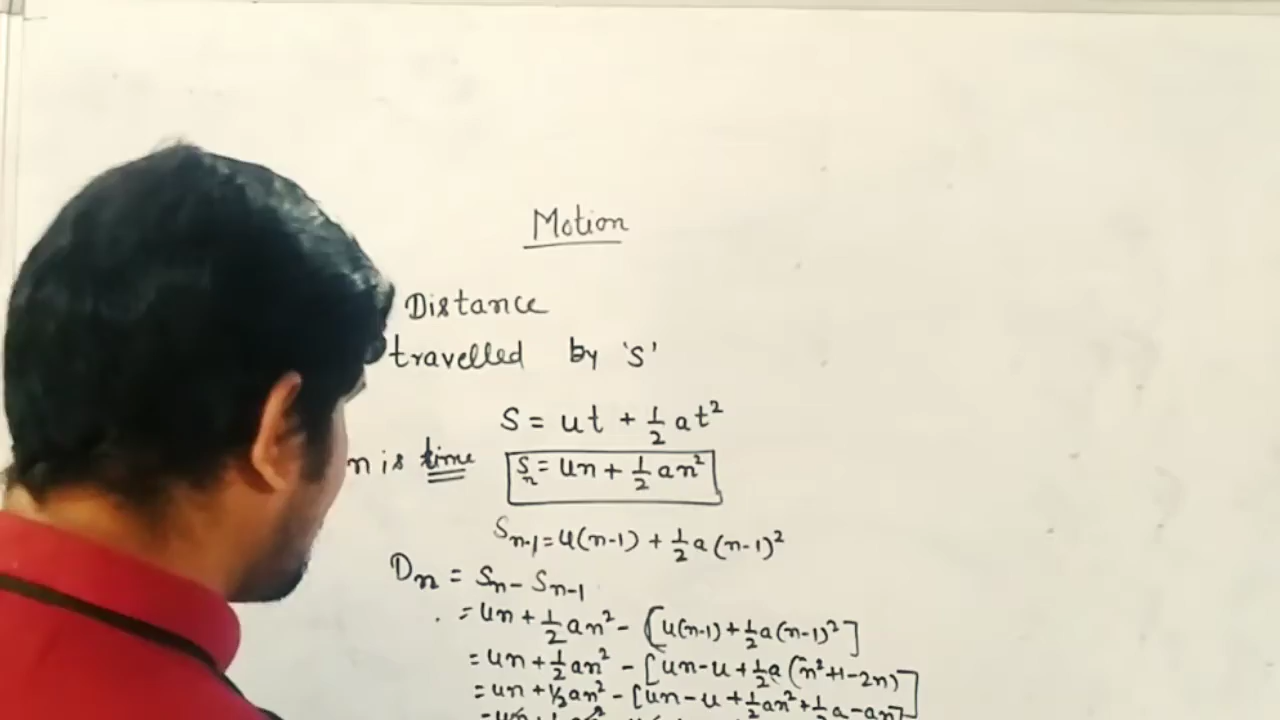 Motion
Distance
travelled by 's'
S = ut + 1/2 at²
n is time
Sₙ = un + 1/2 an²
Sₙ₋₁ = u(n-1) + 1/2 a(n-1)²
Dₙ = Sₙ - Sₙ₋₁
= un + 1/2 an² - [u(n-1) + 1/2 a(n-1)²]
= un + 1/2 an² - [un - u + 1/2 a(n² + 1 - 2n)]
= un + 1/2 an² - [un - u + 1/2 an² + 1/2 a - an]